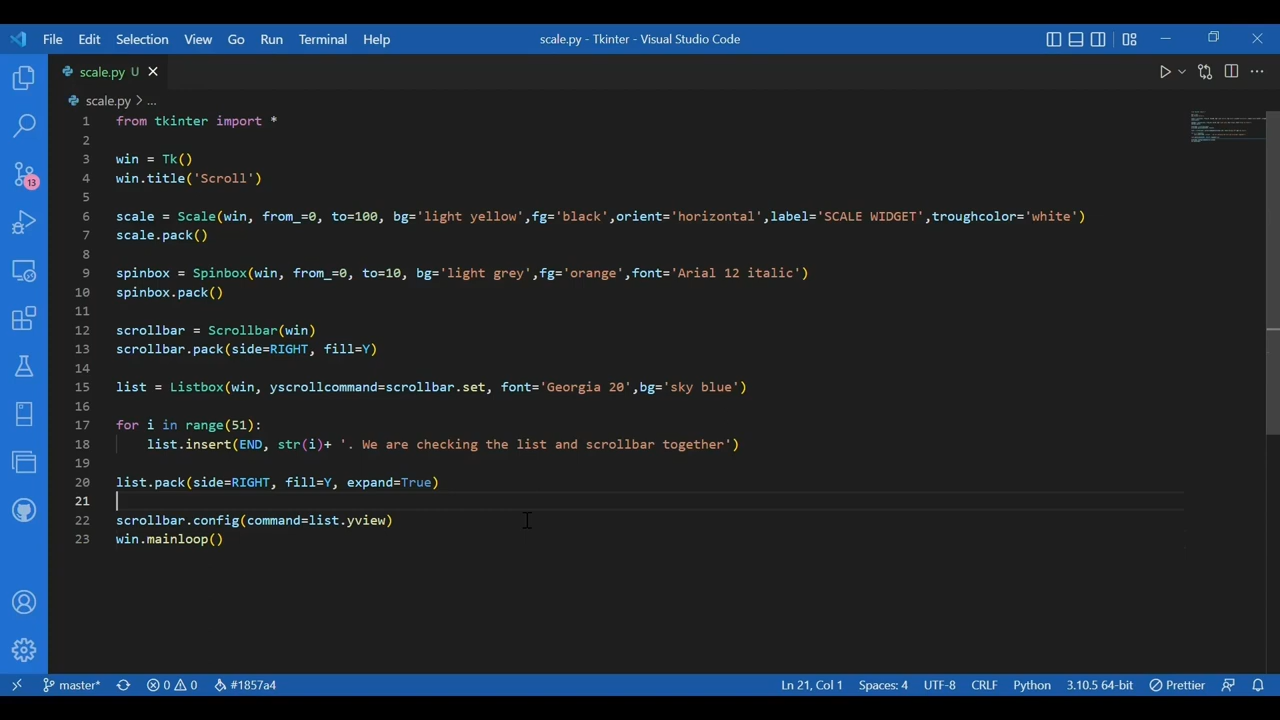 File Edit Selection View Go Run Terminal Help scale.py - Tkinter - Visual Studio Code
scale.py U
scale.py > ...
1 from tkinter import *
2
3 win = Tk()
4 win.title('Scroll')
5
6 scale = Scale(win, from_=0, to=100, bg='light yellow',fg='black',orient='horizontal',label='SCALE WIDGET',troughcolor='white')
7 scale.pack()
8
9 spinbox = Spinbox(win, from_=0, to=10, bg='light grey',fg='orange',font='Arial 12 italic')
10 spinbox.pack()
11
12 scrollbar = Scrollbar(win)
13 scrollbar.pack(side=RIGHT, fill=Y)
14
15 list = Listbox(win, yscrollcommand=scrollbar.set, font='Georgia 20',bg='sky blue')
16
17 for i in range(51):
18 list.insert(END, str(i)+ '. We are checking the list and scrollbar together')
19
20 list.pack(side=RIGHT, fill=Y, expand=True)
21
22 scrollbar.config(command=list.yview)
23 win.mainloop()
13
master* 0 0 #1857a4 Ln 21, Col 1 Spaces: 4 UTF-8 CRLF Python 3.10.5 64-bit Prettier